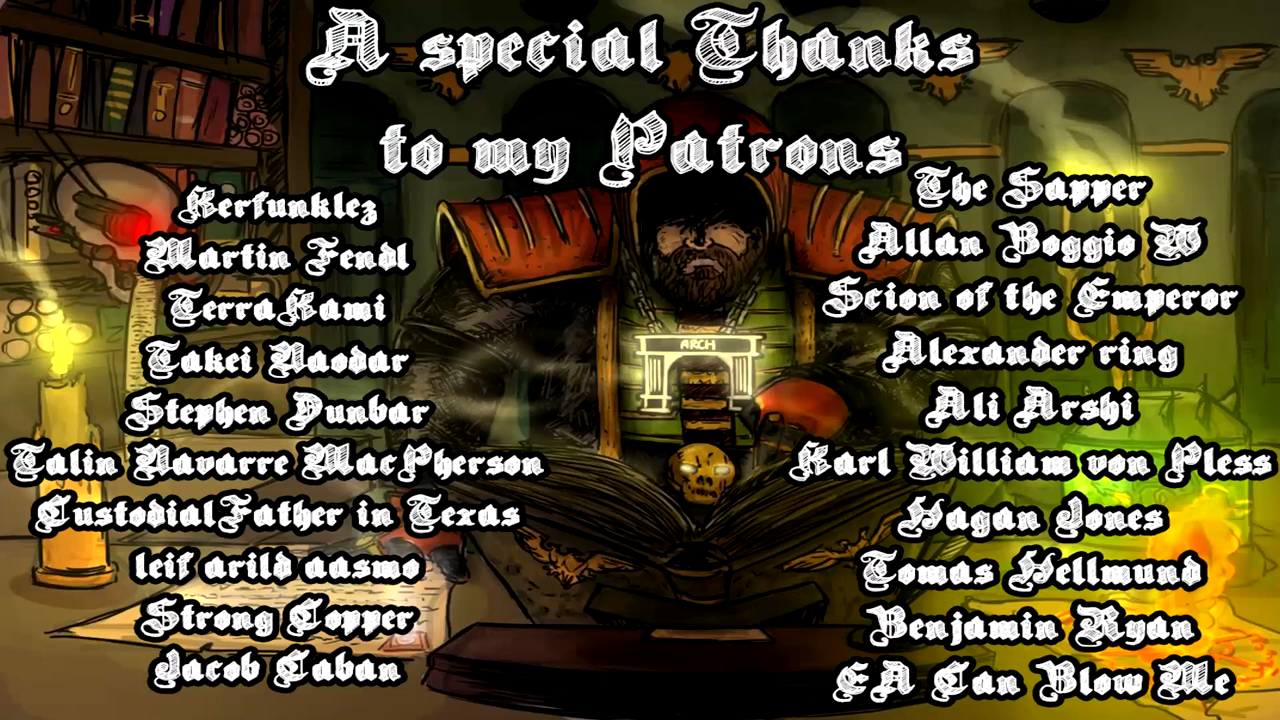 A special Thanks
to my Patrons
Kerfunklez
Martin Fendl
TerraKami
Takei Naodar
Stephen Dunbar
Talin Navarre MacPherson
CustodialFather in Texas
leif arild aasmo
Strong Copper
Jacob Caban
The Sapper
Allan Boggio W
Scion of the Emperor
Alexander ring
Ali Arshi
Karl William von Pless
Hagan Jones
Tomas Hellmund
Benjamin Ryan
EA Can Blow Me
ARCH